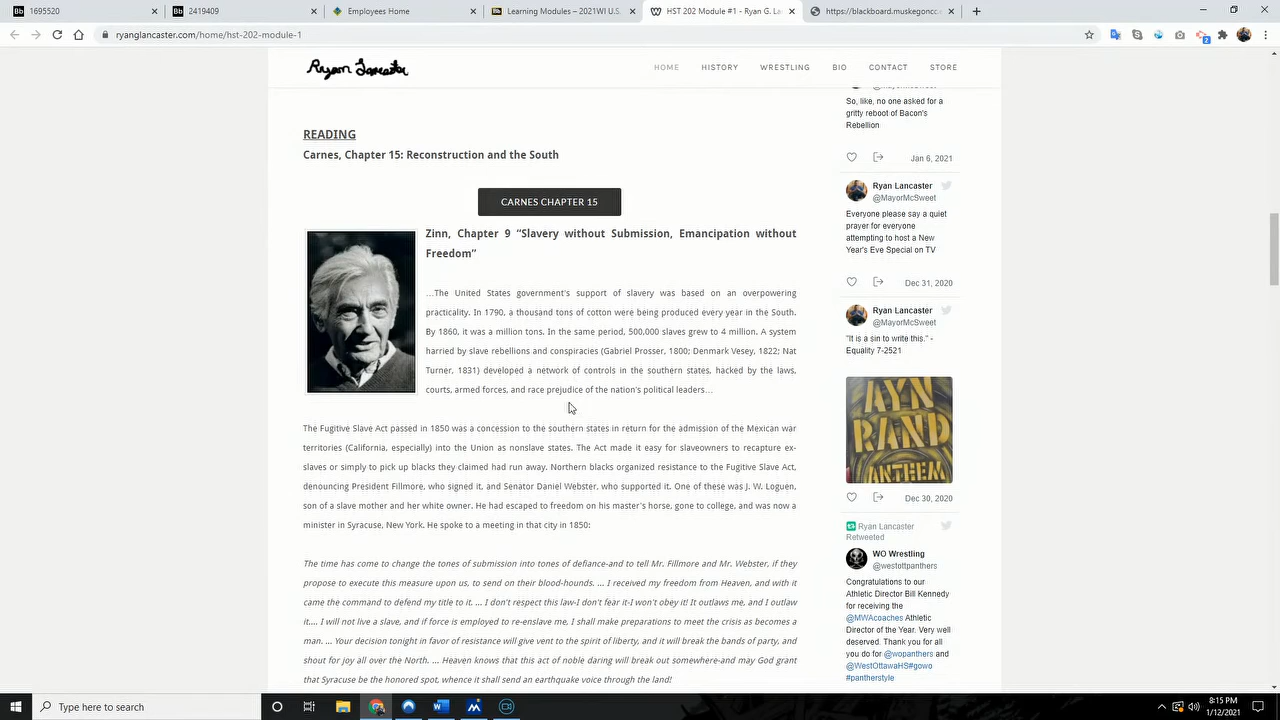 1695520
2419409
Employees Home
Learning Modules – 2021WI U.S.
HST 202 Module #1 - Ryan G. La
https://blackboard.muskegoncc.
ryanglancaster.com/home/hst-202-module-1
Ryan Lancaster
HOME HISTORY WRESTLING BIO CONTACT STORE
READING
Carnes, Chapter 15: Reconstruction and the South
CARNES CHAPTER 15
Zinn, Chapter 9 “Slavery without Submission, Emancipation without
Freedom”
…The United States government's support of slavery was based on an overpowering
practicality. In 1790, a thousand tons of cotton were being produced every year in the South.
By 1860, it was a million tons. In the same period, 500,000 slaves grew to 4 million. A system
harried by slave rebellions and conspiracies (Gabriel Prosser, 1800; Denmark Vesey, 1822; Nat
Turner, 1831) developed a network of controls in the southern states, hacked by the laws,
courts, armed forces, and race prejudice of the nation's political leaders…
The Fugitive Slave Act passed in 1850 was a concession to the southern states in return for the admission of the Mexican war
territories (California, especially) into the Union as nonslave states. The Act made it easy for slaveowners to recapture ex-
slaves or simply to pick up blacks they claimed had run away. Northern blacks organized resistance to the Fugitive Slave Act,
denouncing President Fillmore, who signed it, and Senator Daniel Webster, who supported it. One of these was J. W. Loguen,
son of a slave mother and her white owner. He had escaped to freedom on his master's horse, gone to college, and was now a
minister in Syracuse, New York. He spoke to a meeting in that city in 1850:
The time has come to change the tones of submission into tones of defiance-and to tell Mr. Fillmore and Mr. Webster, if they
propose to execute this measure upon us, to send on their blood-hounds. ... I received my freedom from Heaven, and with it
came the command to defend my title to it. ... I don't respect this law-I don't fear it-I won't obey it! It outlaws me, and I outlaw
it.... I will not live a slave, and if force is employed to re-enslave me, I shall make preparations to meet the crisis as becomes a
man. ... Your decision tonight in favor of resistance will give vent to the spirit of liberty, and it will break the bands of party, and
shout for joy all over the North. ... Heaven knows that this act of noble daring will break out somewhere-and may God grant
that Syracuse be the honored spot, whence it shall send an earthquake voice through the land!
So, like, no one asked for a
gritty reboot of Bacon's
Rebellion
Jan 6, 2021
Ryan Lancaster
@MayorMcSweet
Everyone please say a quiet
prayer for everyone
attempting to host a New
Year's Eve Special on TV
Dec 31, 2020
Ryan Lancaster
@MayorMcSweet
"It is a sin to write this." -
Equality 7-2521
AYN
RAND
ANTHEM
Dec 30, 2020
Ryan Lancaster
Retweeted
WO Wrestling
@westottpanthers
Congratulations to our
Athletic Director Bill Kennedy
for receiving the
@MWAcoaches Athletic
Director of the Year. Very well
deserved. Thank you for all
you do for @wopanthers and
@WestOttawaHS#gowo
#pantherstyle
Type here to search
8:15 PM
1/12/2021